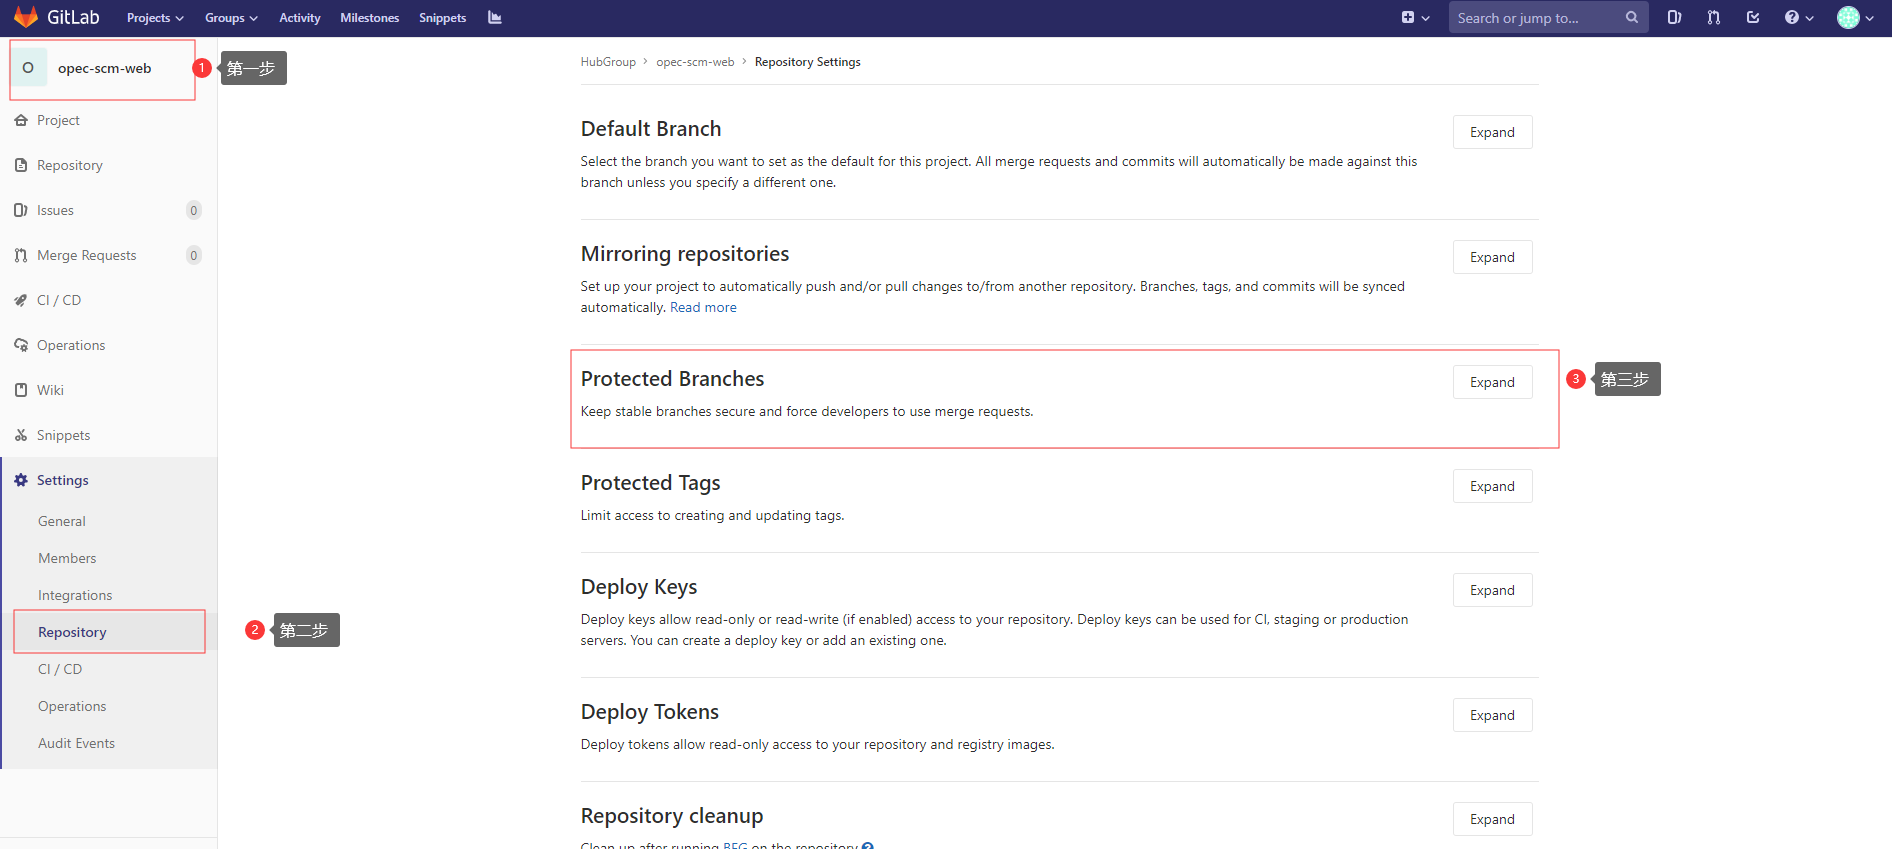 GitLab Projects Groups Activity Milestones Snippets Search or jump to...
O opec-scm-web 1 第一步
Project
Repository
Issues 0
Merge Requests 0
CI / CD
Operations
Wiki
Snippets
Settings
General
Members
Integrations
Repository 2 第二步
CI / CD
Operations
Audit Events
HubGroup > opec-scm-web > Repository Settings
Default Branch Expand
Select the branch you want to set as the default for this project. All merge requests and commits will automatically be made against this
branch unless you specify a different one.
Mirroring repositories Expand
Set up your project to automatically push and/or pull changes to/from another repository. Branches, tags, and commits will be synced
automatically. Read more
Protected Branches Expand 3 第三步
Keep stable branches secure and force developers to use merge requests.
Protected Tags Expand
Limit access to creating and updating tags.
Deploy Keys Expand
Deploy keys allow read-only or read-write (if enabled) access to your repository. Deploy keys can be used for CI, staging or production
servers. You can create a deploy key or add an existing one.
Deploy Tokens Expand
Deploy tokens allow read-only access to your repository and registry images.
Repository cleanup Expand
Clean up after running BFG on the repository